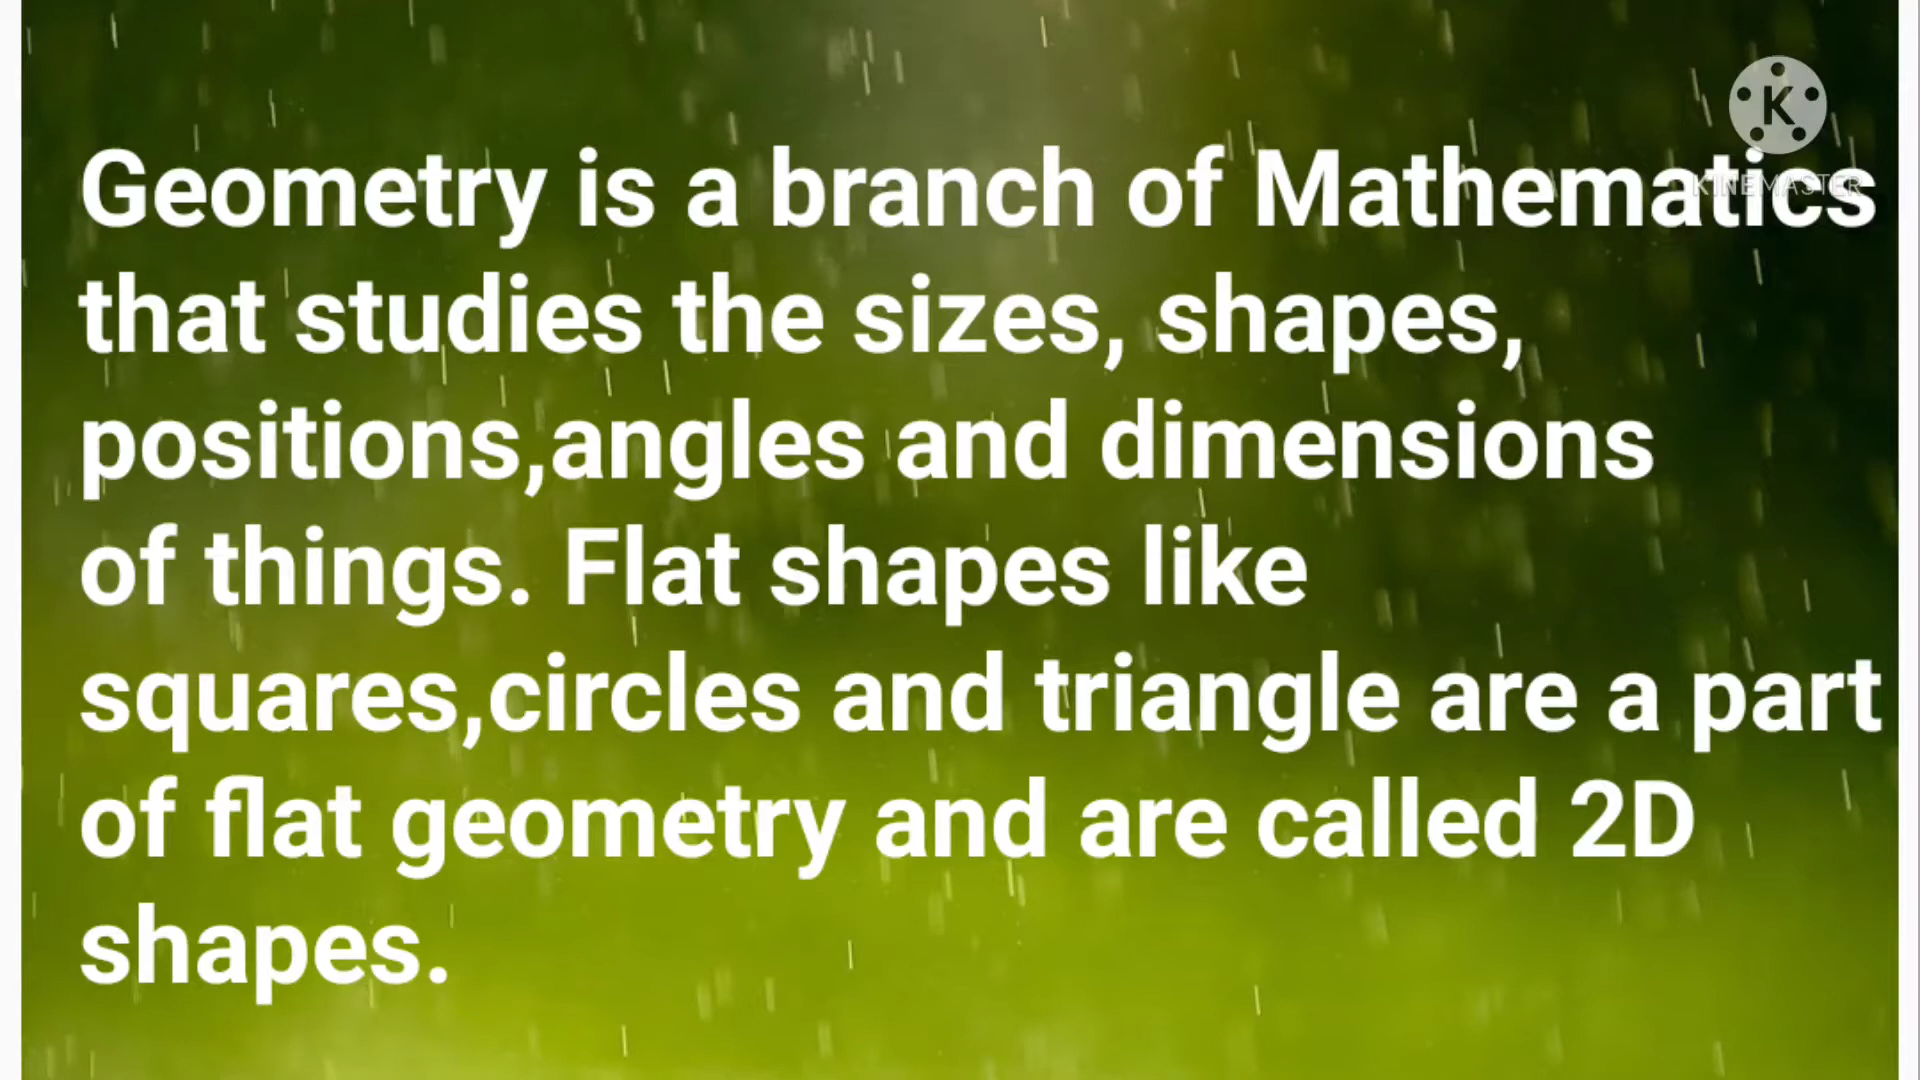 K
KINEMASTER
Geometry is a branch of Mathematics
that studies the sizes, shapes,
positions,angles and dimensions
of things. Flat shapes like
squares,circles and triangle are a part
of flat geometry and are called 2D
shapes.